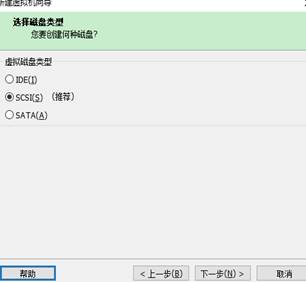 新建虚拟机向导
选择磁盘类型
您要创建何种磁盘?
虚拟磁盘类型
IDE(I)
SCSI(S) (推荐)
SATA(A)
帮助 < 上一步(B) 下一步(N) > 取消